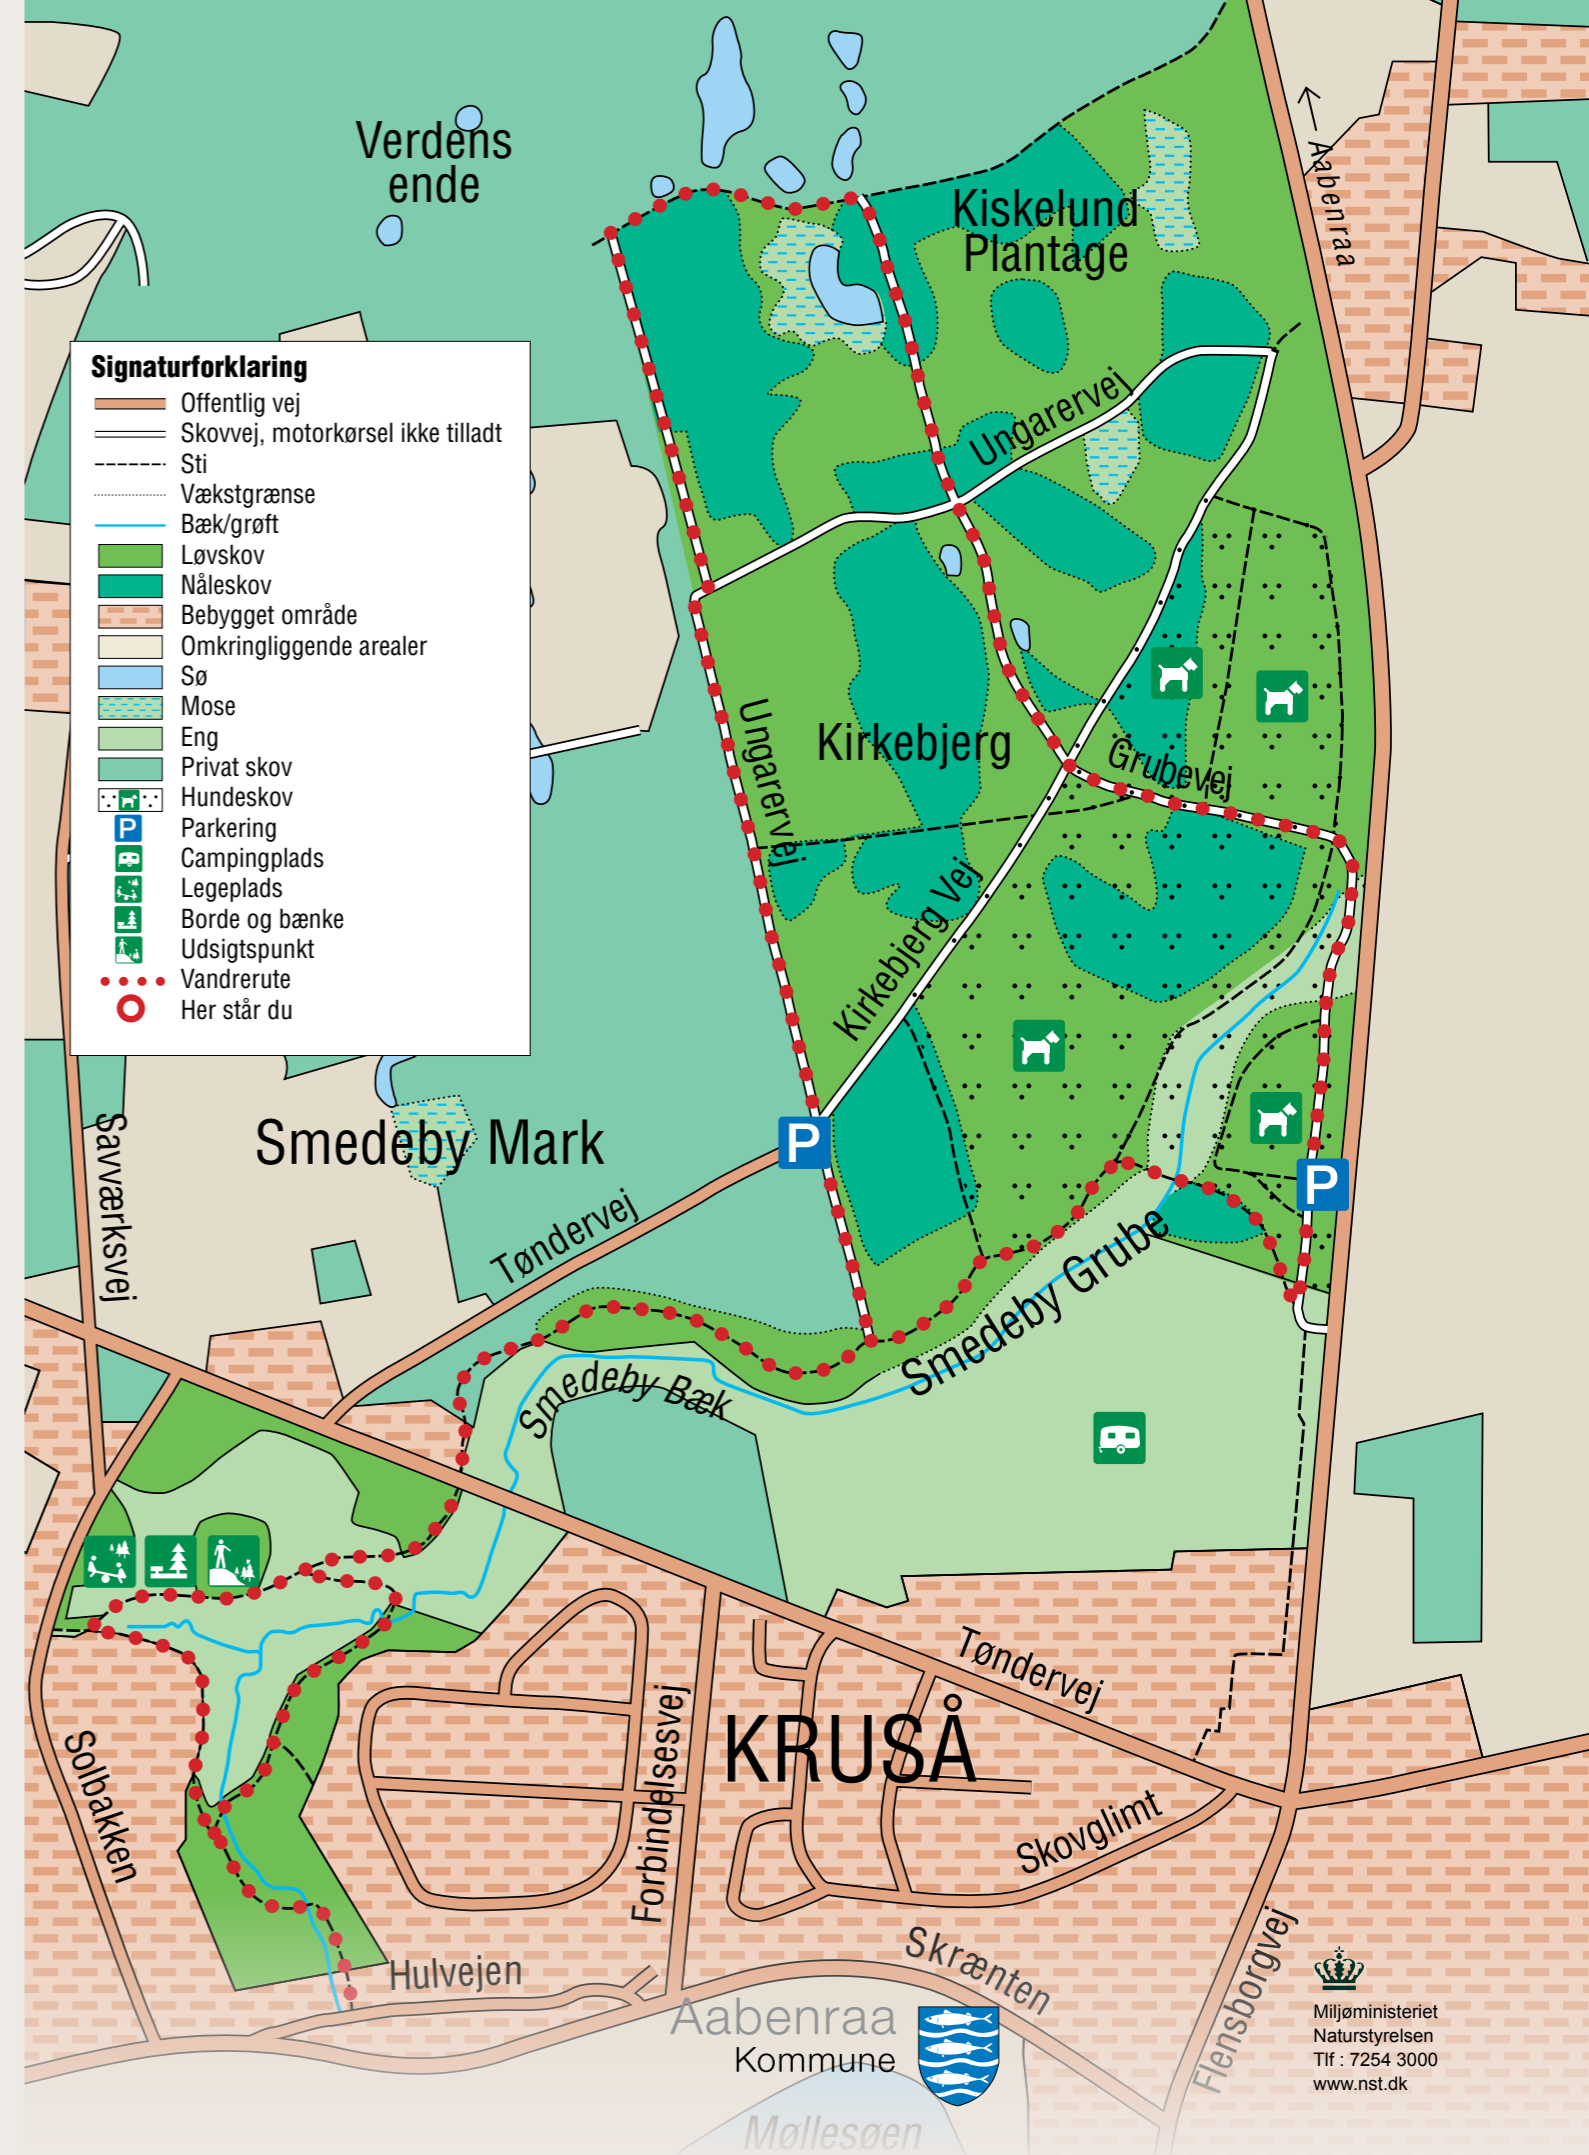 Verdens
ende
Kiskelund
Plantage
Aabenraa
Signaturforklaring
Offentlig vej
Skovvej, motorkørsel ikke tilladt
Sti
Vækstgrænse
Bæk/grøft
Løvskov
Nåleskov
Bebygget område
Omkringliggende arealer
Sø
Mose
Eng
Privat skov
Hundeskov
P Parkering
Campingplads
Legeplads
Borde og bænke
Udsigtspunkt
Vandrerute
Her står du
Ungarervej
Ungarervej
Kirkebjerg
Grubevej
Kirkebjerg Vej
Smedeby Mark
Savværksvej
P
P
Tøndervej
Smedeby Grube
Smedeby Bæk
Tøndervej
KRUSÅ
Forbindelsesvej
Solbakken
Skovglimt
Hulvejen
Skrænten
Flensborgvej
Aabenraa
Kommune
Møllesøen
Miljøministeriet
Naturstyrelsen
Tlf : 7254 3000
www.nst.dk